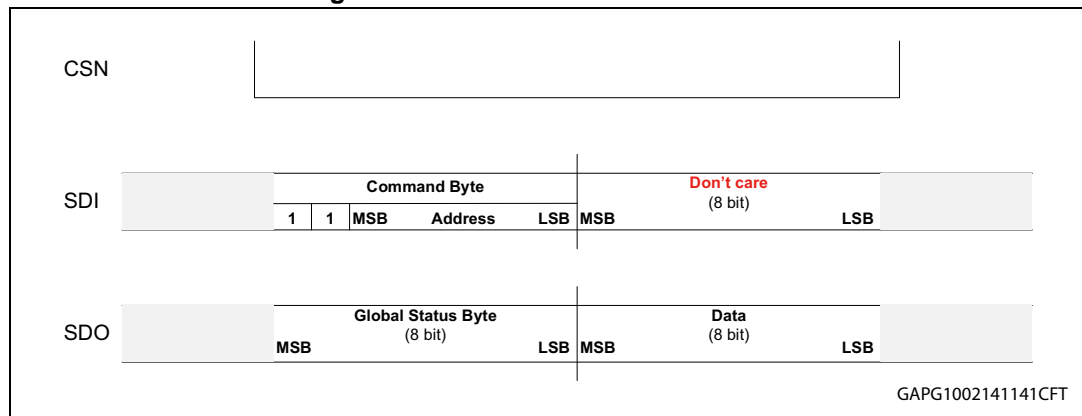 CSN
SDI
Command Byte
1 1 MSB Address LSB
Don't care
(8 bit)
MSB LSB
SDO
Global Status Byte
(8 bit)
MSB LSB
Data
(8 bit)
MSB LSB
GAPG1002141141CFT